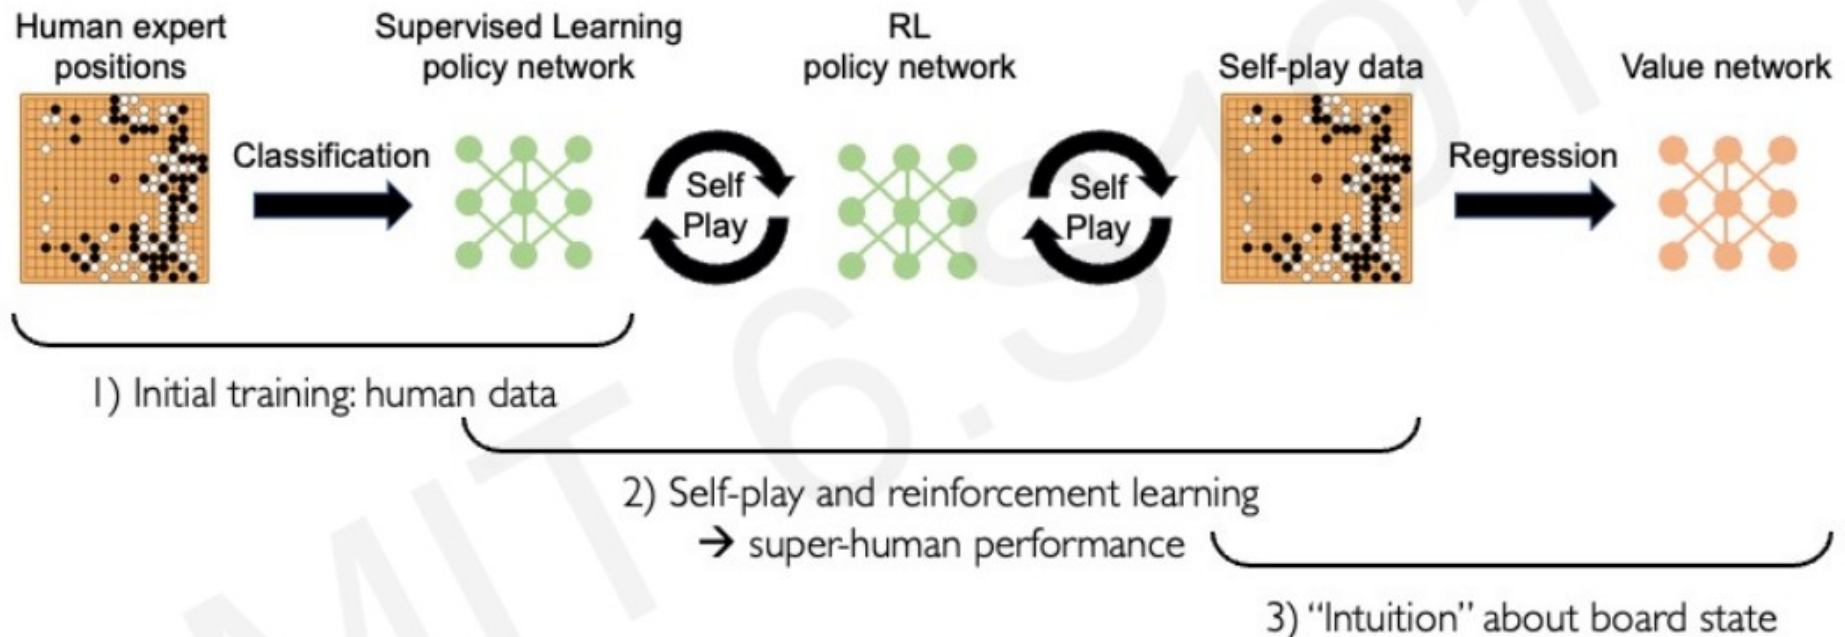 Human expert
positions
Supervised Learning
policy network
RL
policy network
Self-play data
Value network
Classification
Self
Play
Self
Play
Regression
1) Initial training: human data
2) Self-play and reinforcement learning
→ super-human performance
3) “Intuition” about board state
MIT 6.S191